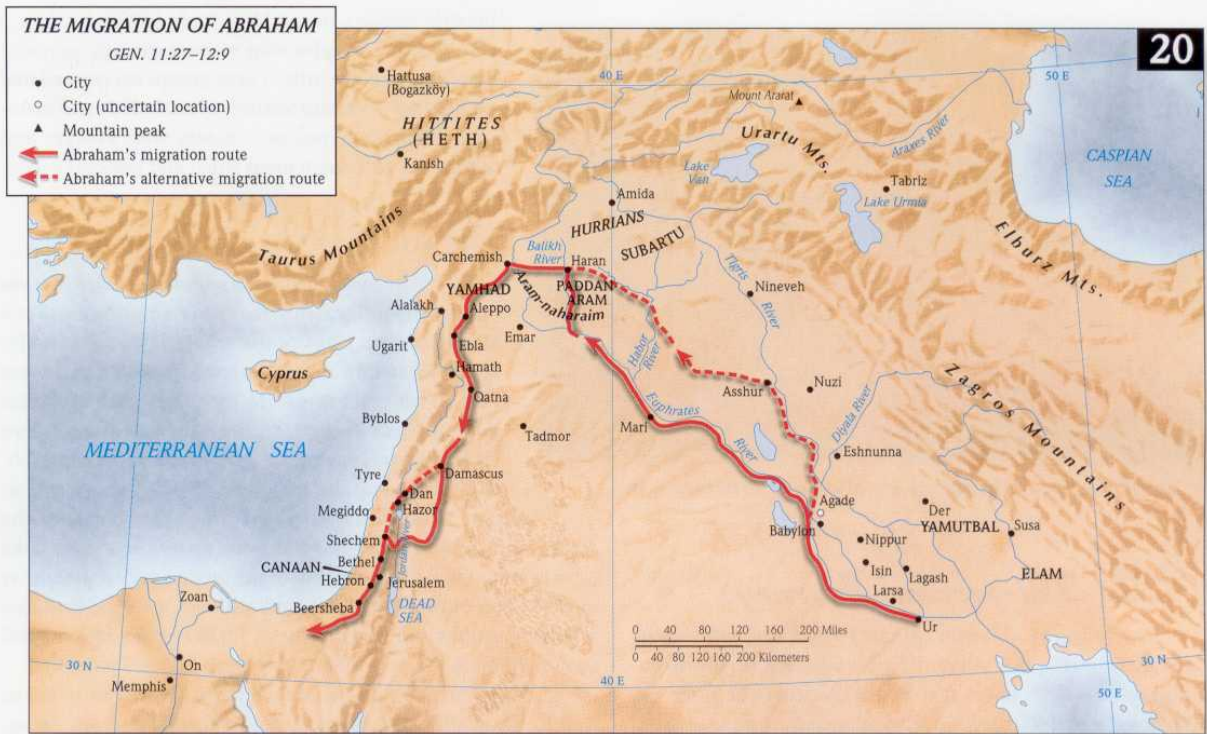 THE MIGRATION OF ABRAHAM
GEN. 11:27–12:9
City
City (uncertain location)
Mountain peak
Abraham's migration route
Abraham's alternative migration route
20
Hattusa
(Bogazköy)
40 E
50 E
Mount Ararat
HITTITES
(HETH)
Urartu Mts.
Araxes River
Kanish
Lake
Van
CASPIAN
SEA
Tabriz
Lake Urmia
Amida
Taurus Mountains
HURRIANS
SUBARTU
Elburz Mts.
Carchemish
Balikh
River
Haran
Tigris
River
YAMHAD
PADDAN
ARAM
Aram-naharaim
Nineveh
Alalakh
Aleppo
Emar
Ugarit
Ebla
Habor
River
Cyprus
Hamath
Zagros Mountains
Asshur
Nuzi
Qatna
Diyala River
Euphrates
River
Byblos
Mari
Tadmor
MEDITERRANEAN SEA
Eshnunna
Damascus
Tyre
Dan
Hazor
Agade
Der
Megiddo
Babylon
YAMUTBAL
Susa
Shechem
Jordan River
Nippur
Bethel
CANAAN
Isin
ELAM
Hebron
Jerusalem
Lagash
Zoan
Beersheba
DEAD
SEA
Larsa
Ur
0 40 80 120 160 200 Miles
0 40 80 120 160 200 Kilometers
30 N
On
Memphis
40 E
30 N
50 E